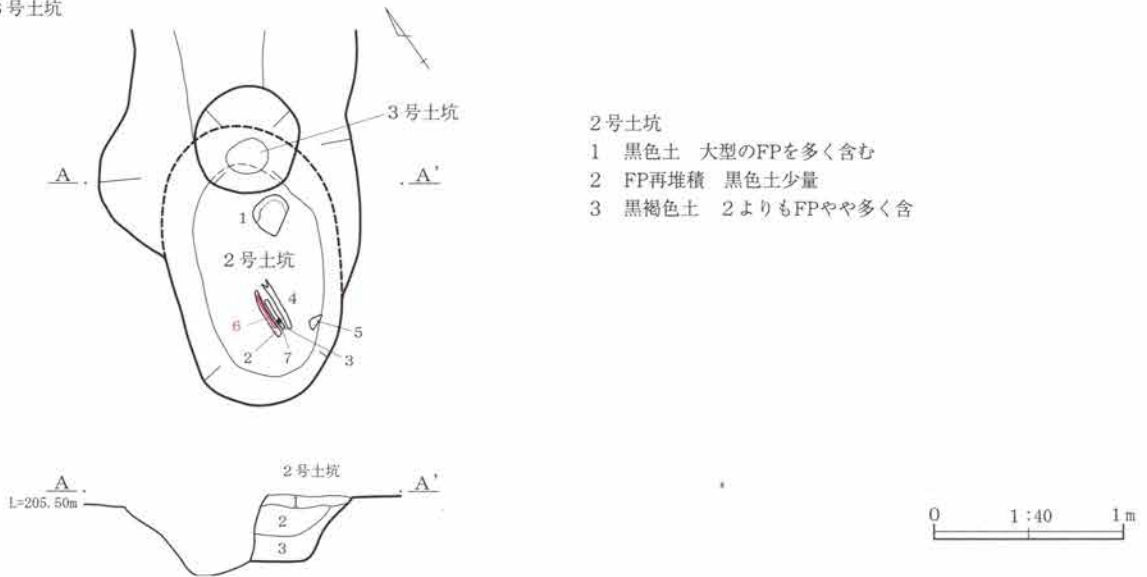 号土坑
3号土坑
A
A'
1
2号土坑
4
6
5
2
7
3
2号土坑
1 黒色土 大型のFPを多く含む
2 FP再堆積 黒色土少量
3 黒褐色土 2よりもFPやや多く含
2号土坑
A
A'
L=205.50m
1
2
3
0 1:40 1m